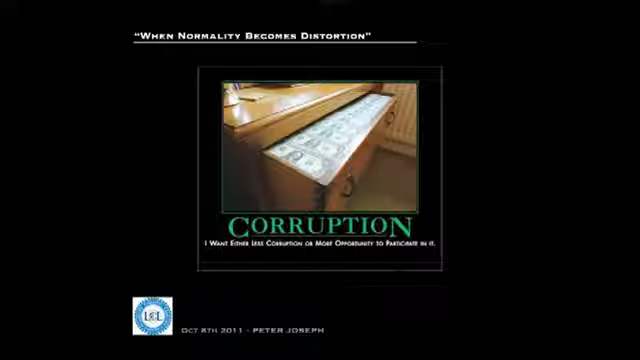 "When Normality Becomes Distortion"
CORRUPTION
I Want Either Less Corruption or More Opportunity to Participate in it.
Oct 8th 2011 - Peter Joseph